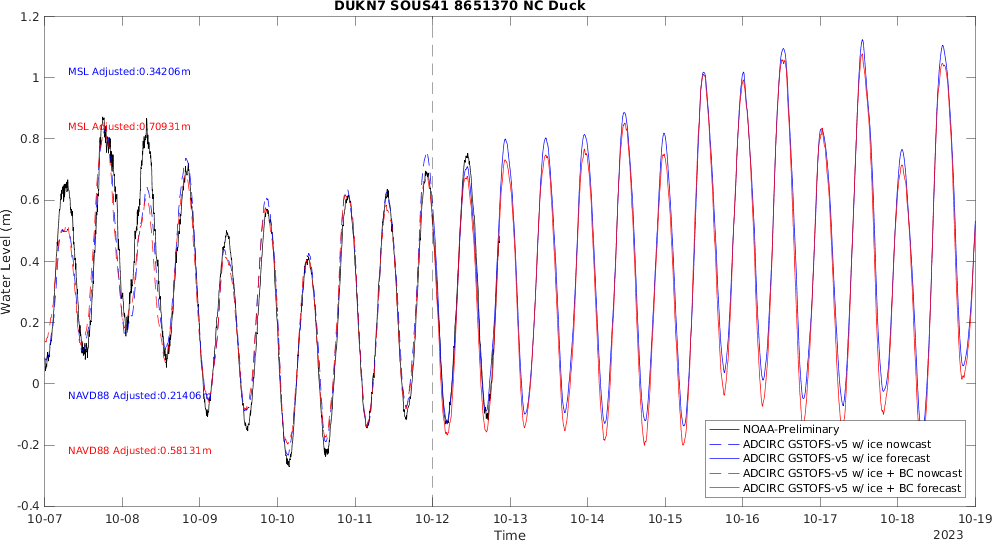 DUKN7 SOUS41 8651370 NC Duck
1.2
1
0.8
0.6
0.4
0.2
0
-0.2
-0.4
Water Level (m)
MSL Adjusted:0.34206m
MSL Adjusted:0.70931m
NAVD88 Adjusted:0.21406m
NAVD88 Adjusted:0.58131m
NOAA-Preliminary
ADCIRC GSTOFS-v5 w/ ice nowcast
ADCIRC GSTOFS-v5 w/ ice forecast
ADCIRC GSTOFS-v5 w/ ice + BC nowcast
ADCIRC GSTOFS-v5 w/ ice + BC forecast
10-07 10-08 10-09 10-10 10-11 10-12 10-13 10-14 10-15 10-16 10-17 10-18 10-19
Time
2023